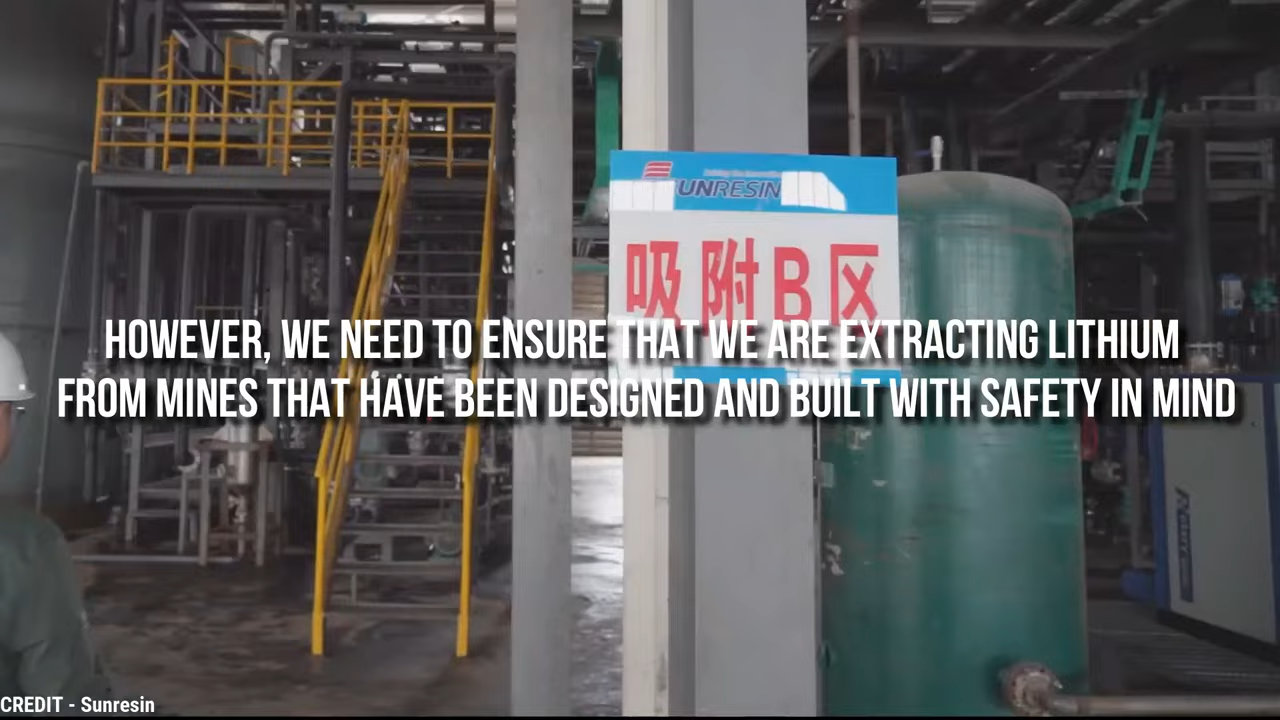 SUNRESIN
吸附B区
HOWEVER, WE NEED TO ENSURE THAT WE ARE EXTRACTING LITHIUM
FROM MINES THAT HAVE BEEN DESIGNED AND BUILT WITH SAFETY IN MIND
CREDIT - Sunresin